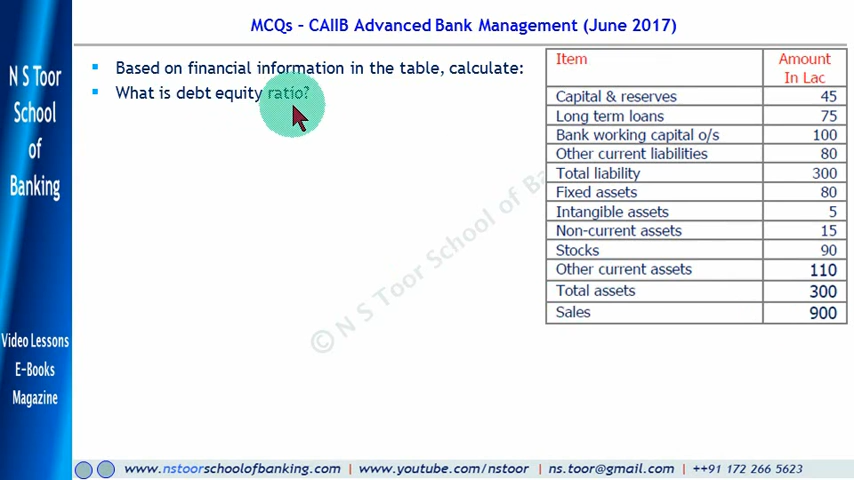 MCQs – CAIIB Advanced Bank Management (June 2017)
N S Toor
School
of
Banking
Video Lessons
E-Books
Magazine
Based on financial information in the table, calculate:
What is debt equity ratio?
Item Amount In Lac
Capital & reserves 45
Long term loans 75
Bank working capital o/s 100
Other current liabilities 80
Total liability 300
Fixed assets 80
Intangible assets 5
Non-current assets 15
Stocks 90
Other current assets 110
Total assets 300
Sales 900
© N S Toor School of Ba
www.nstoorschoolofbanking.com | www.youtube.com/nstoor | ns.toor@gmail.com | ++91 172 266 5623